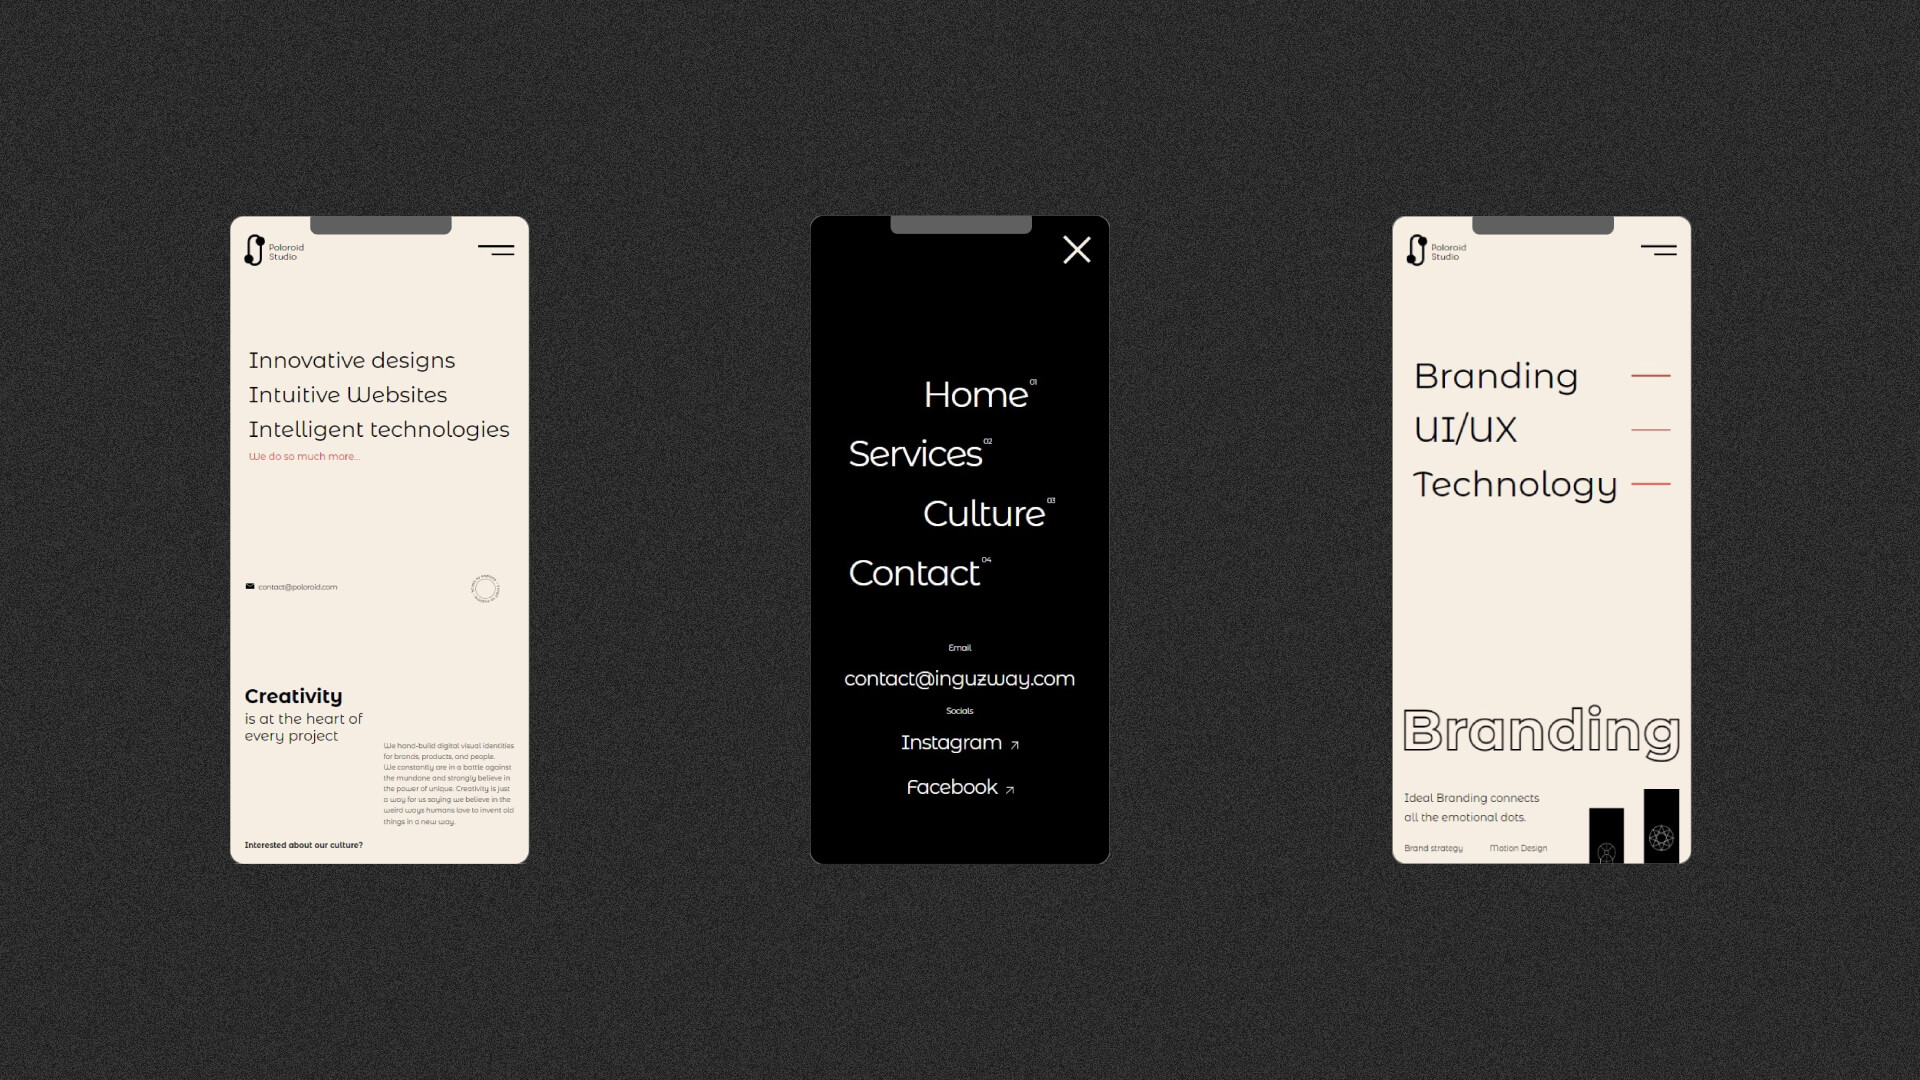 Poloroid
Studio
Innovative designs
Intuitive Websites
Intelligent technologies
We do so much more...
contact@poloroid.com
Creativity
is at the heart of
every project
We hand-build digital visual identities
for brands, products, and people.
We constantly are in a battle against
the mundane and strongly believe in
the power of unique. Creativity is just
a way for us saying we believe in the
weird ways humans love to invent old
things in a new way.
Interested about our culture?
Home 01
Services 02
Culture 03
Contact 04
Email
contact@inguzway.com
Socials
Instagram
Facebook
Poloroid
Studio
Branding
UI/UX
Technology
Branding
Ideal Branding connects
all the emotional dots.
Brand strategy Motion Design